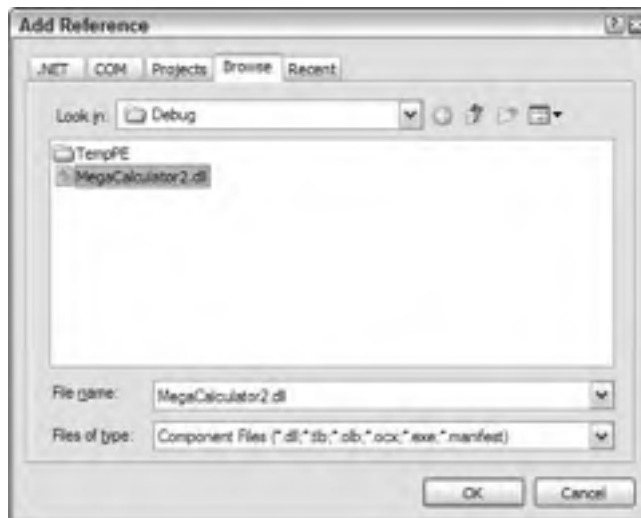 Add Reference
.NET COM Projects Browse Recent
Look in: Debug
TempPE
MegaCalculator2.dll
File name: MegaCalculator2.dll
Files of type: Component Files (*.dll;*.tlb;*.olb;*.ocx;*.exe;*.manifest)
OK Cancel